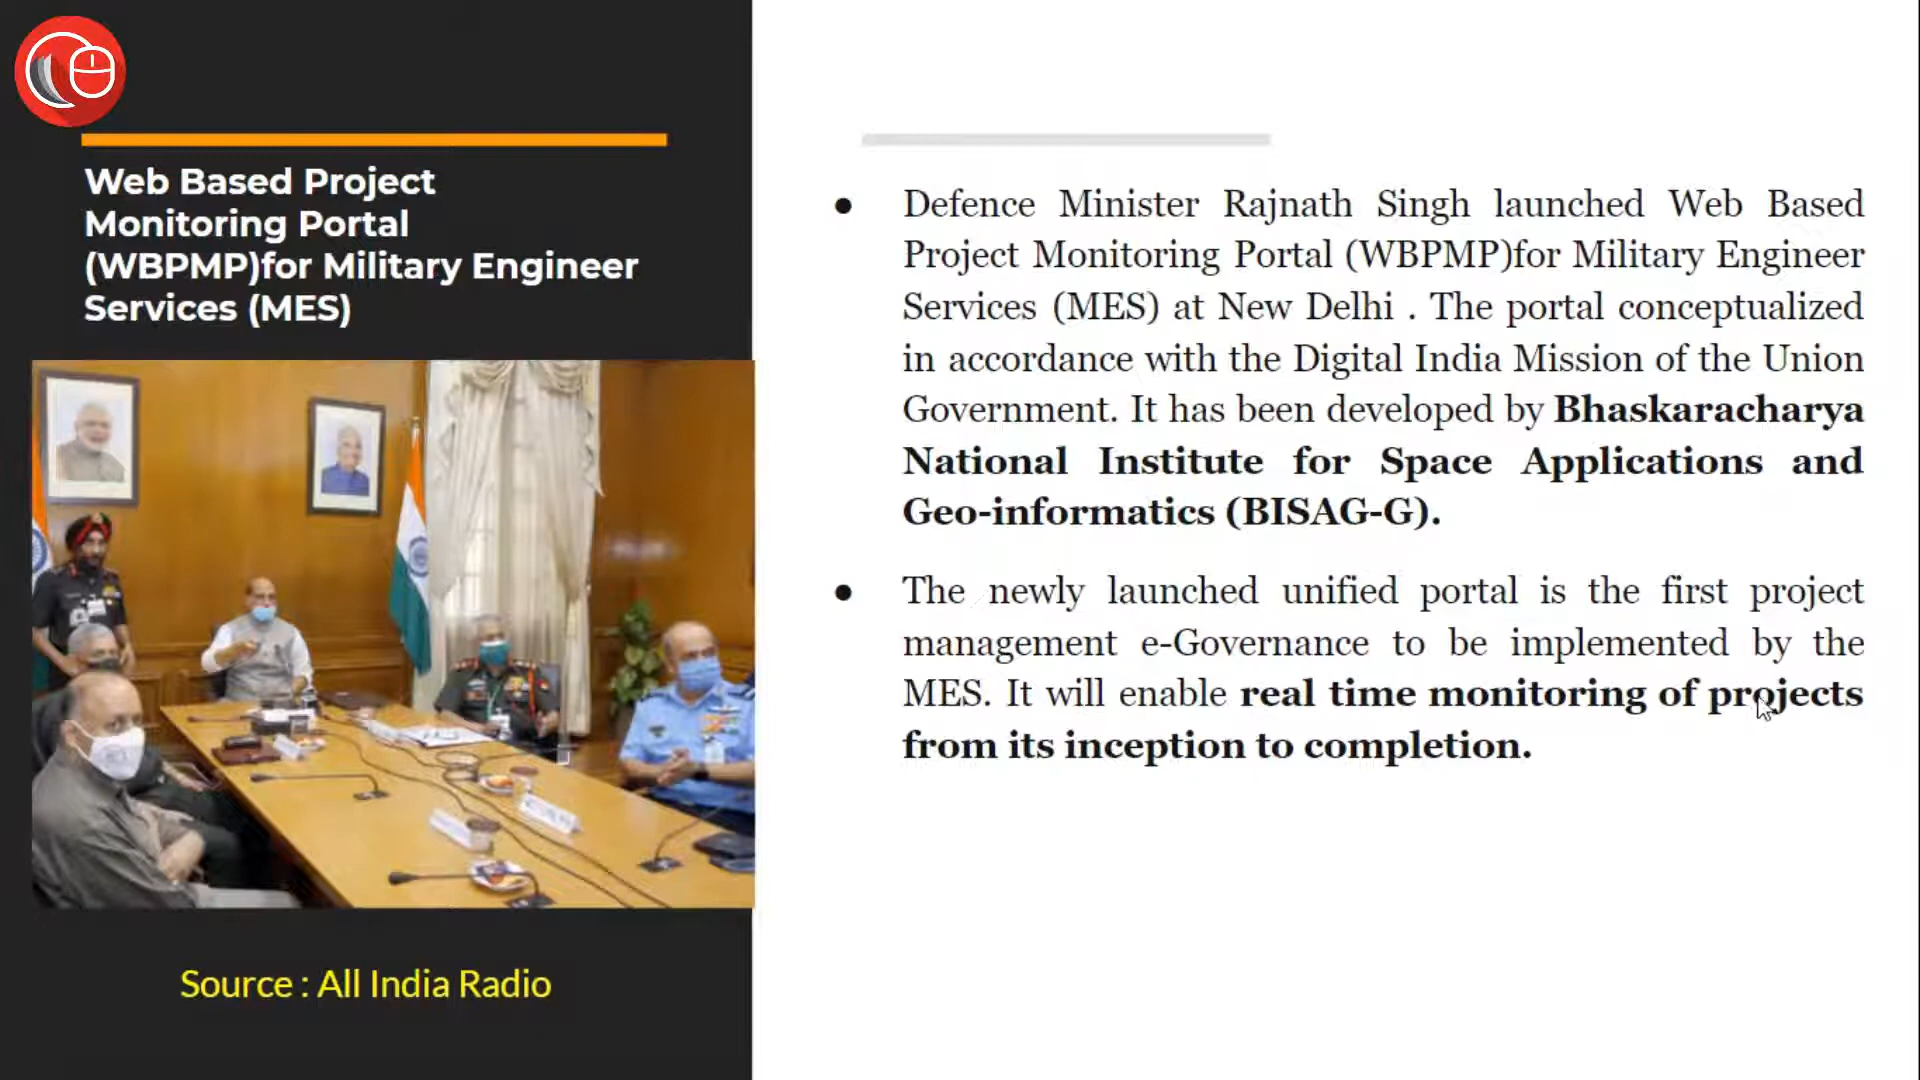 Web Based Project
Monitoring Portal
(WBPMP)for Military Engineer
Services (MES)
Source : All India Radio
● Defence Minister Rajnath Singh launched Web Based
Project Monitoring Portal (WBPMP)for Military Engineer
Services (MES) at New Delhi . The portal conceptualized
in accordance with the Digital India Mission of the Union
Government. It has been developed by Bhaskaracharya
National Institute for Space Applications and
Geo-informatics (BISAG-G).
● The newly launched unified portal is the first project
management e-Governance to be implemented by the
MES. It will enable real time monitoring of projects
from its inception to completion.